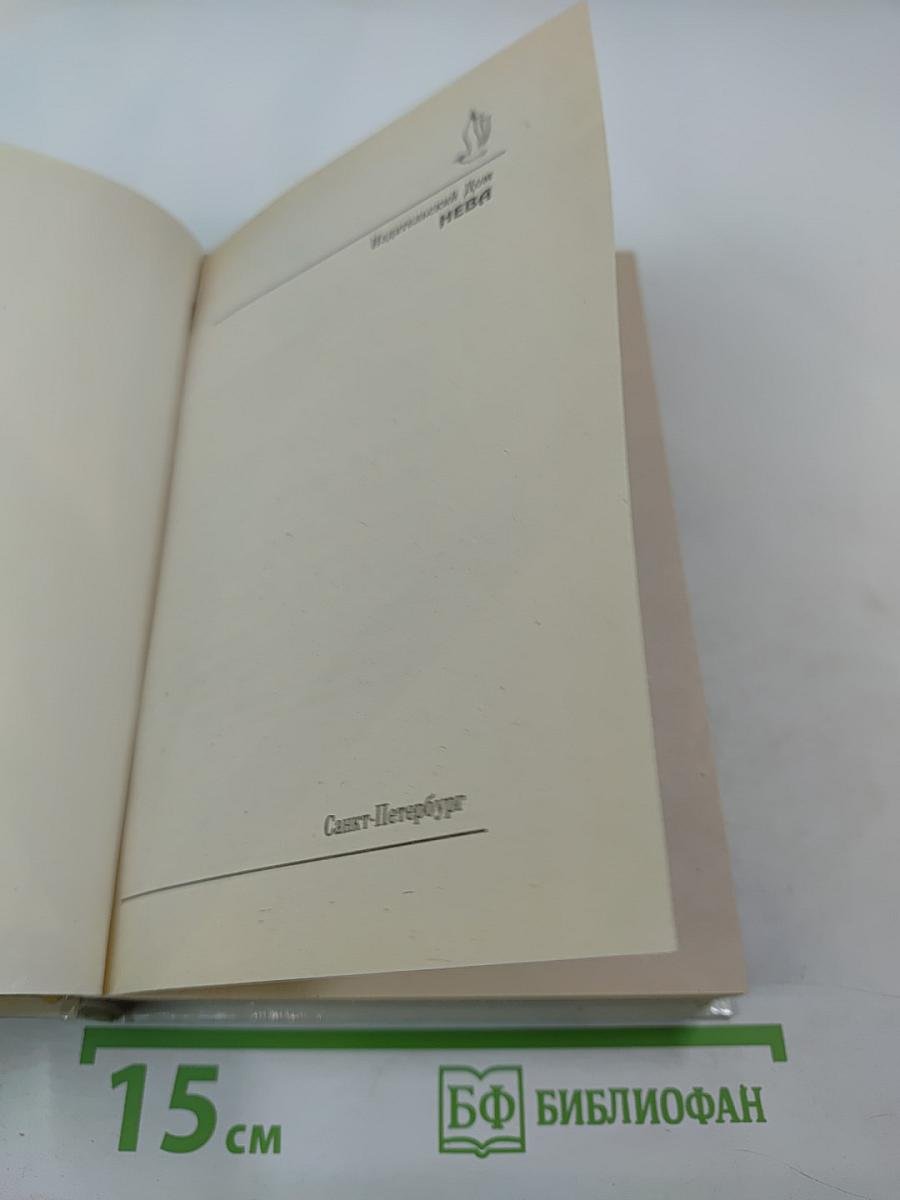 Издательский Дом
НЕВА
Санкт-Петербург
15 см
БФ БИБЛИОФАН